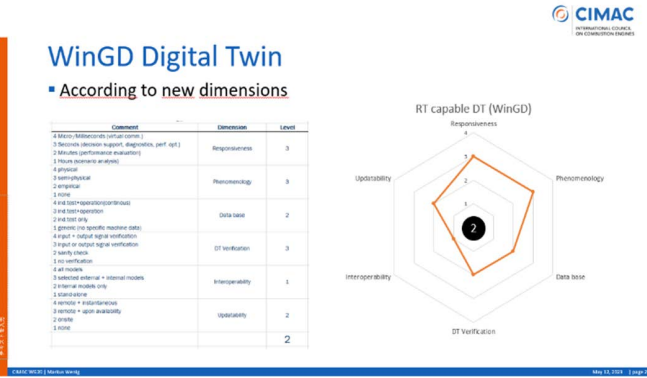 CIMAC
INTERNATIONAL COUNCIL
ON COMBUSTION ENGINES
WinGD Digital Twin
According to new dimensions
Comment Dimension Level
4 Micro-/Milliseconds (virtual comm.)
3 Seconds (decision support, diagnostics, perf. opt.)
2 Minutes (performance evaluation)
1 Hours (scenario analysis)
Responsiveness 3
4 physical
3 semi-physical
2 empirical
1 none
Phenomenology 3
4 ind.test+operation(continous)
3 ind.test+operation
2 ind.test only
1 generic (no specific machine data)
Data base 2
4 input + output signal verification
3 input or output signal verification
2 sanity check
1 no verification
DT Verification 3
4 all models
3 selected external + internal models
2 internal models only
1 stand-alone
Interoperability 1
4 remote + instantaneous
3 remote + upon availability
2 onsite
1 none
Updatability 2
2
RT capable DT (WinGD)
Responsiveness
4
3
2
1
Updatability
Phenomenology
2
Interoperability
Data base
DT Verification
CIMAC WG20 | Markus Wenig
May 12, 2023 | page